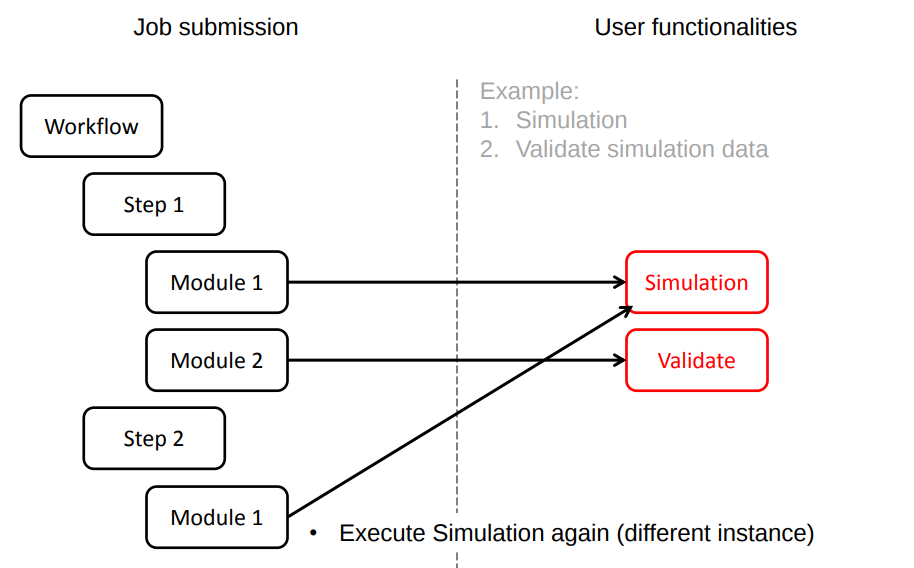 Job submission
User functionalities
Example:
1. Simulation
2. Validate simulation data
Workflow
Step 1
Module 1
Simulation
Module 2
Validate
Step 2
Module 1
• Execute Simulation again (different instance)